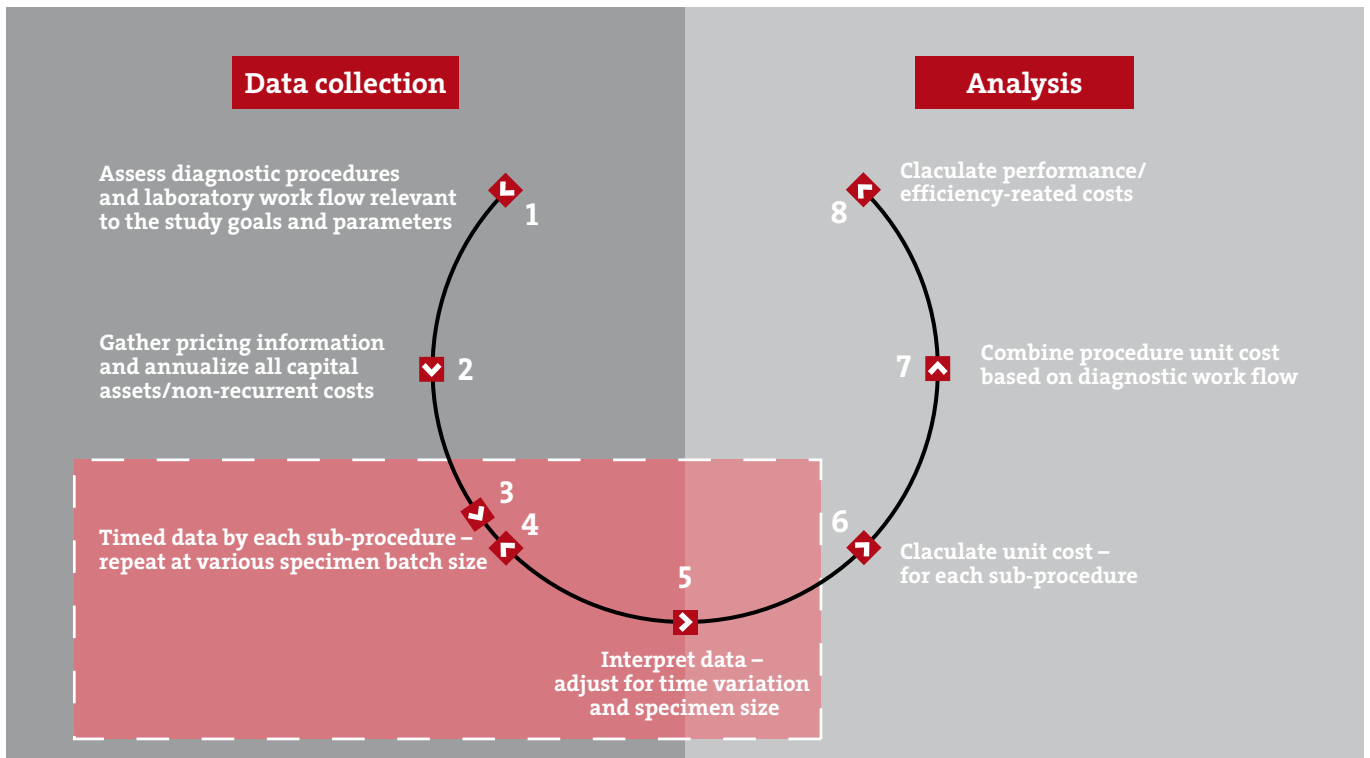 Data collection
Assess diagnostic procedures
and laboratory work flow relevant
to the study goals and parameters
1
Gather pricing information
and annualize all capital
assets/non-recurrent costs
2
3
4
Timed data by each sub-procedure –
repeat at various specimen batch size
5
Interpret data –
adjust for time variation
and specimen size
Analysis
Claculate performance/
efficiency-reated costs
8
7
Combine procedure unit cost
based on diagnostic work flow
6
Claculate unit cost –
for each sub-procedure